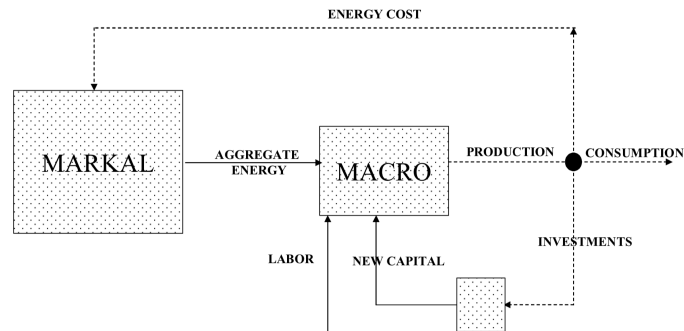 ENERGY COST
MARKAL
AGGREGATE
ENERGY
MACRO
PRODUCTION
CONSUMPTION
INVESTMENTS
LABOR
NEW CAPITAL